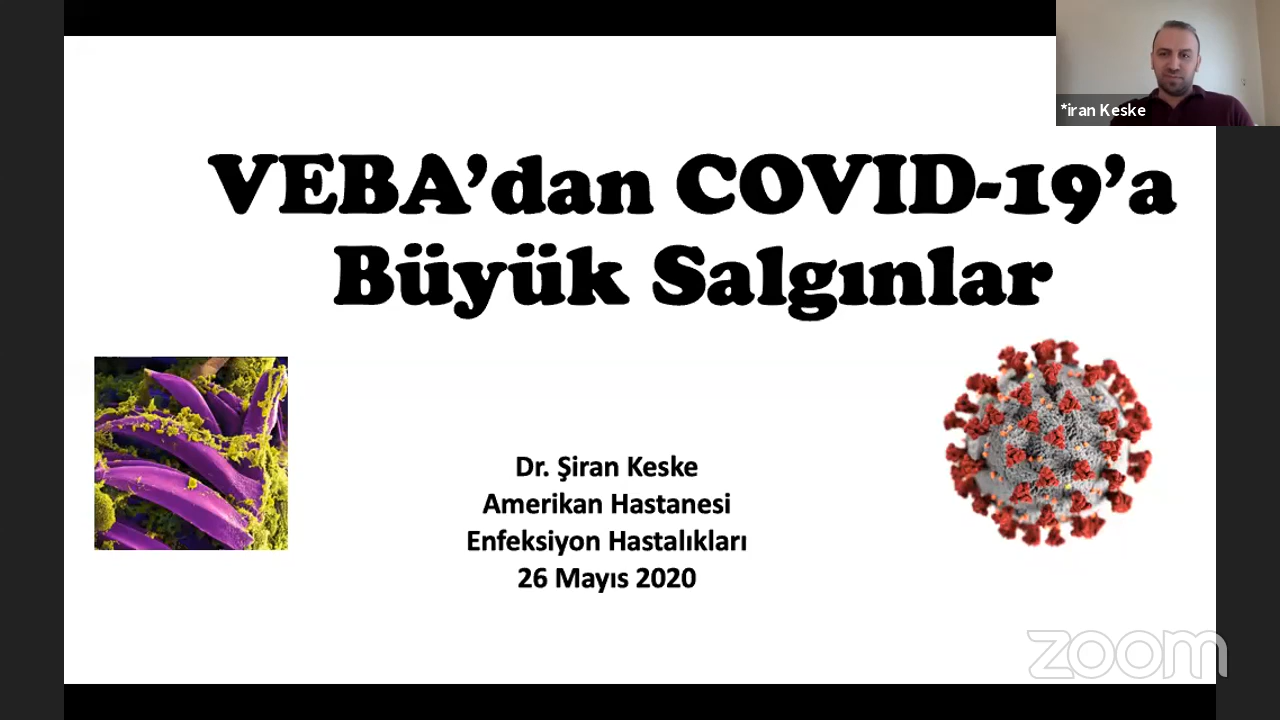 *iran Keske
VEBA’dan COVID-19’a
Büyük Salgınlar
Dr. Şiran Keske
Amerikan Hastanesi
Enfeksiyon Hastalıkları
26 Mayıs 2020
zoom